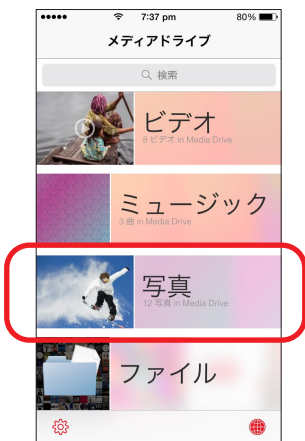 7:37 pm
80%
メディアドライブ
検索
ビデオ
8 ビデオ in Media Drive
ミュージック
3 曲 in Media Drive
写真
12 写真 in Media Drive
ファイル